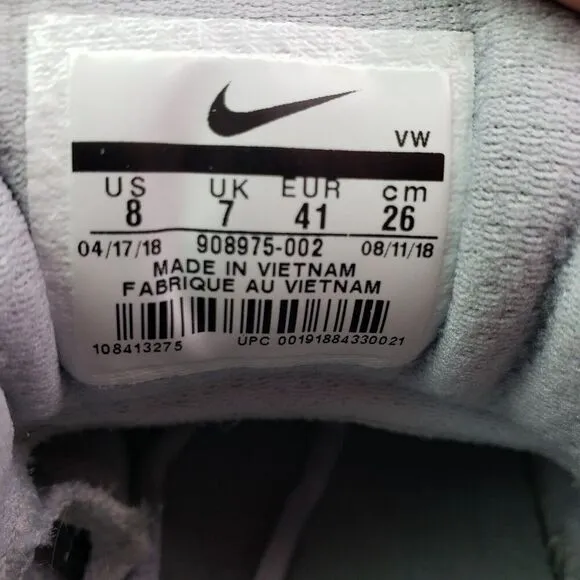 VW
US UK EUR cm
8 7 41 26
04/17/18 908975-002 08/11/18
MADE IN VIETNAM
FABRIQUE AU VIETNAM
108413275 UPC 00191884330021